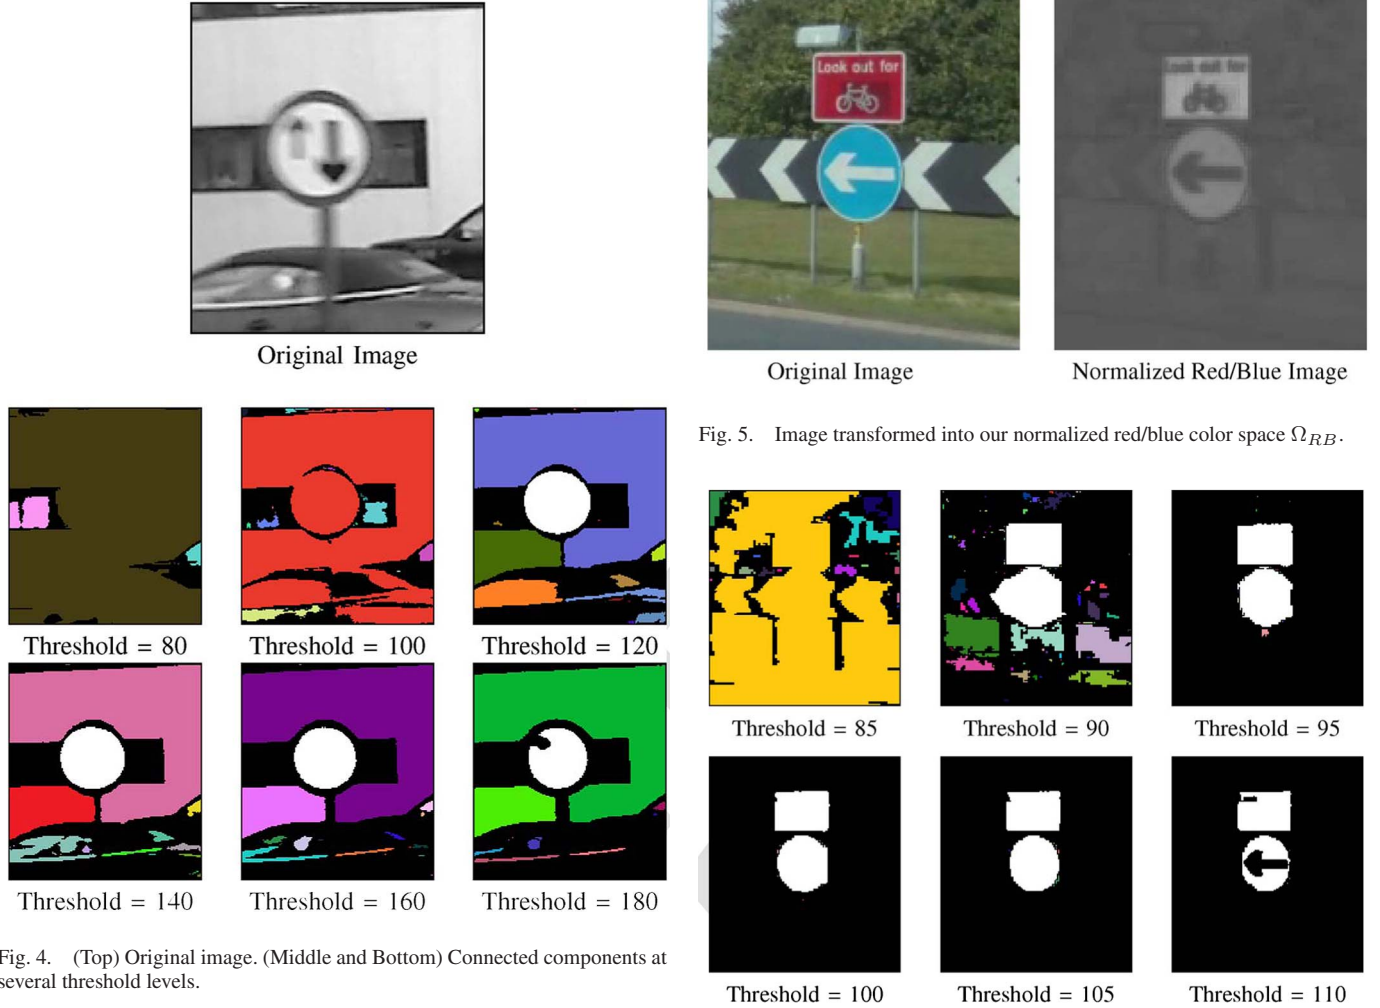 Original Image
Threshold = 80
Threshold = 100
Threshold = 120
Threshold = 140
Threshold = 160
Threshold = 180
Fig. 4. (Top) Original image. (Middle and Bottom) Connected components at
several threshold levels.
Look out for
Look out for
Original Image
Normalized Red/Blue Image
Fig. 5. Image transformed into our normalized red/blue color space Ω_RB.
Threshold = 85
Threshold = 90
Threshold = 95
Threshold = 100
Threshold = 105
Threshold = 110